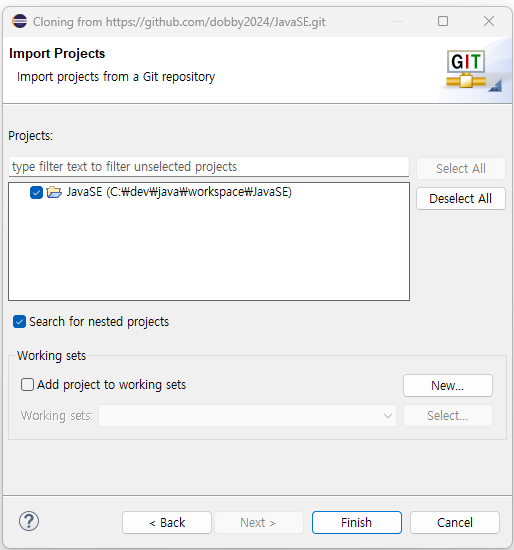 Cloning from https://github.com/dobby2024/JavaSE.git
Import Projects
Import projects from a Git repository
GIT
Projects:
type filter text to filter unselected projects
Select All
JavaSE (C:₩dev₩java₩workspace₩JavaSE)
Deselect All
Search for nested projects
Working sets
Add project to working sets
New...
Working sets:
Select...
?
< Back
Next >
Finish
Cancel